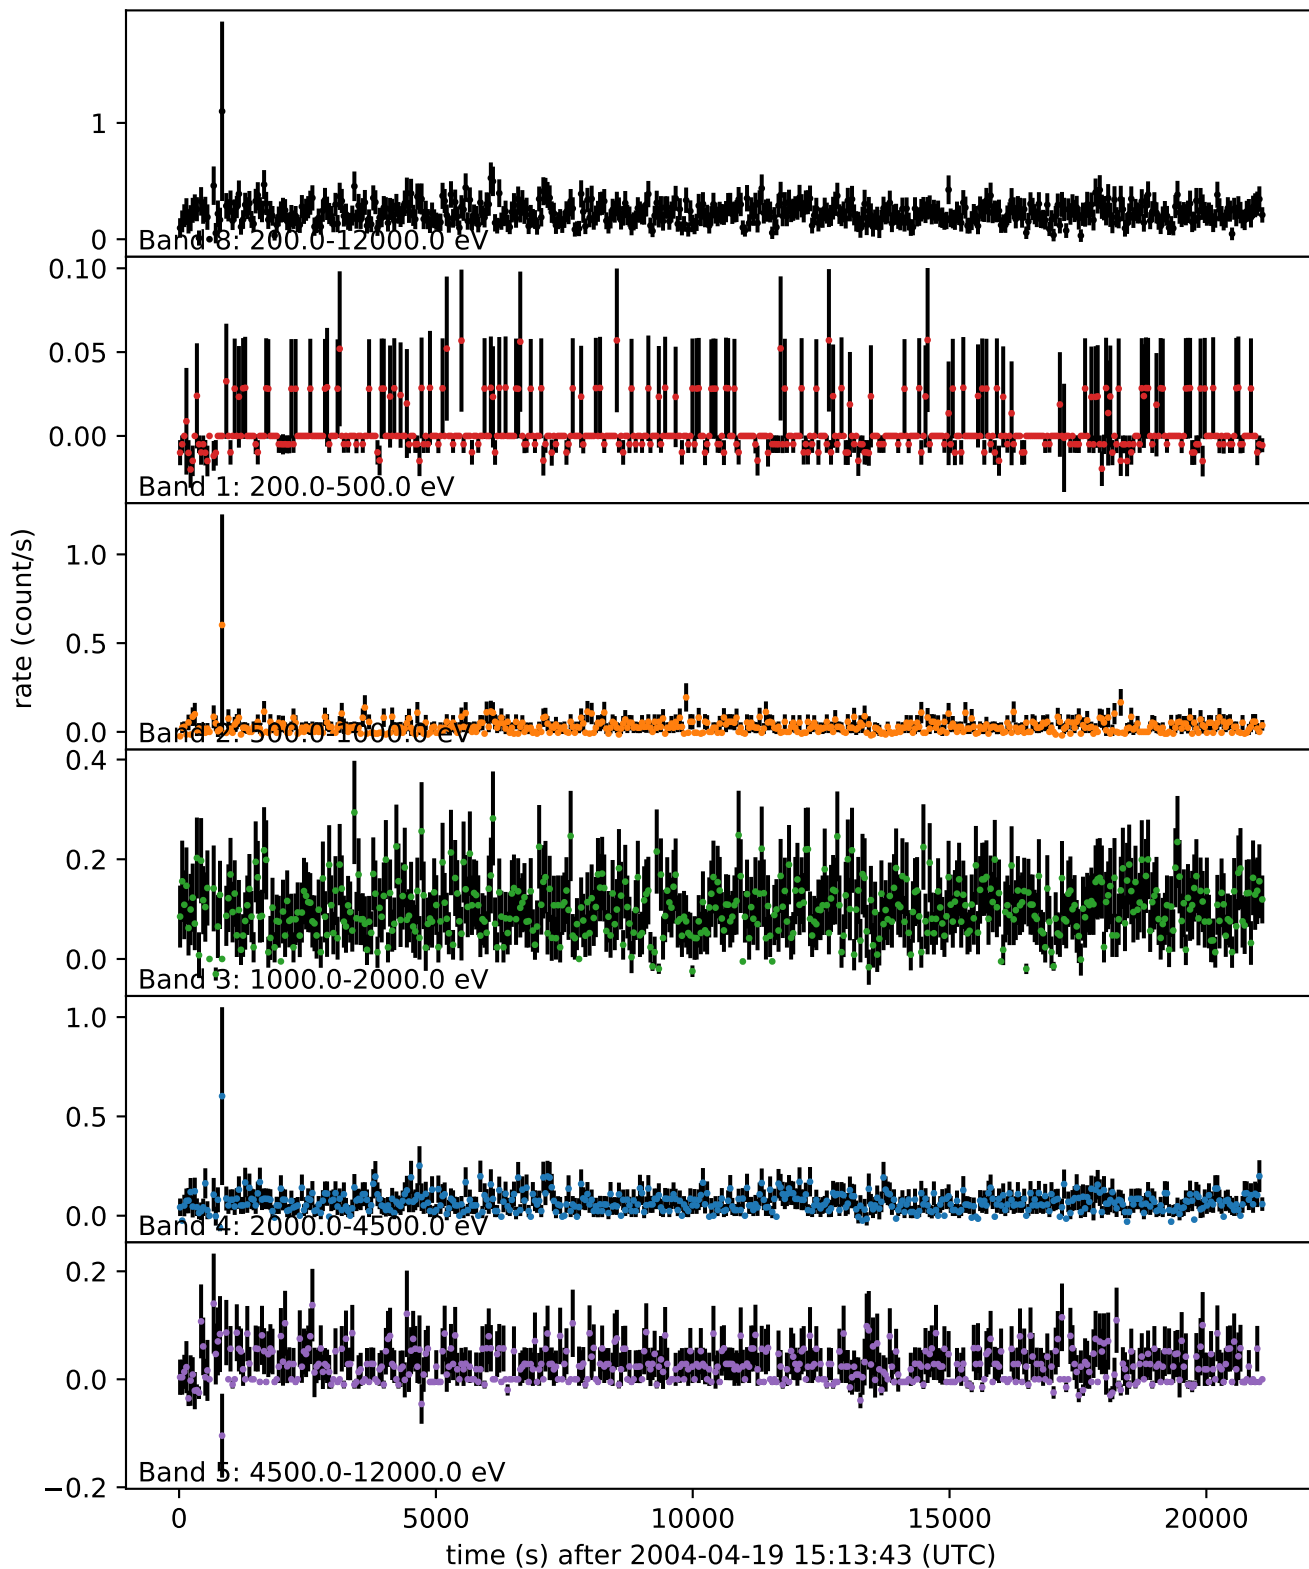 1
0
Band 8: 200.0-12000.0 eV
0.10
0.05
0.00
Band 1: 200.0-500.0 eV
rate (count/s)
1.0
0.5
0.0
Band 2: 500.0-1000.0 eV
0.4
0.2
0.0
Band 3: 1000.0-2000.0 eV
1.0
0.5
0.0
Band 4: 2000.0-4500.0 eV
0.2
0.0
−0.2
Band 5: 4500.0-12000.0 eV
0 5000 10000 15000 20000
time (s) after 2004-04-19 15:13:43 (UTC)